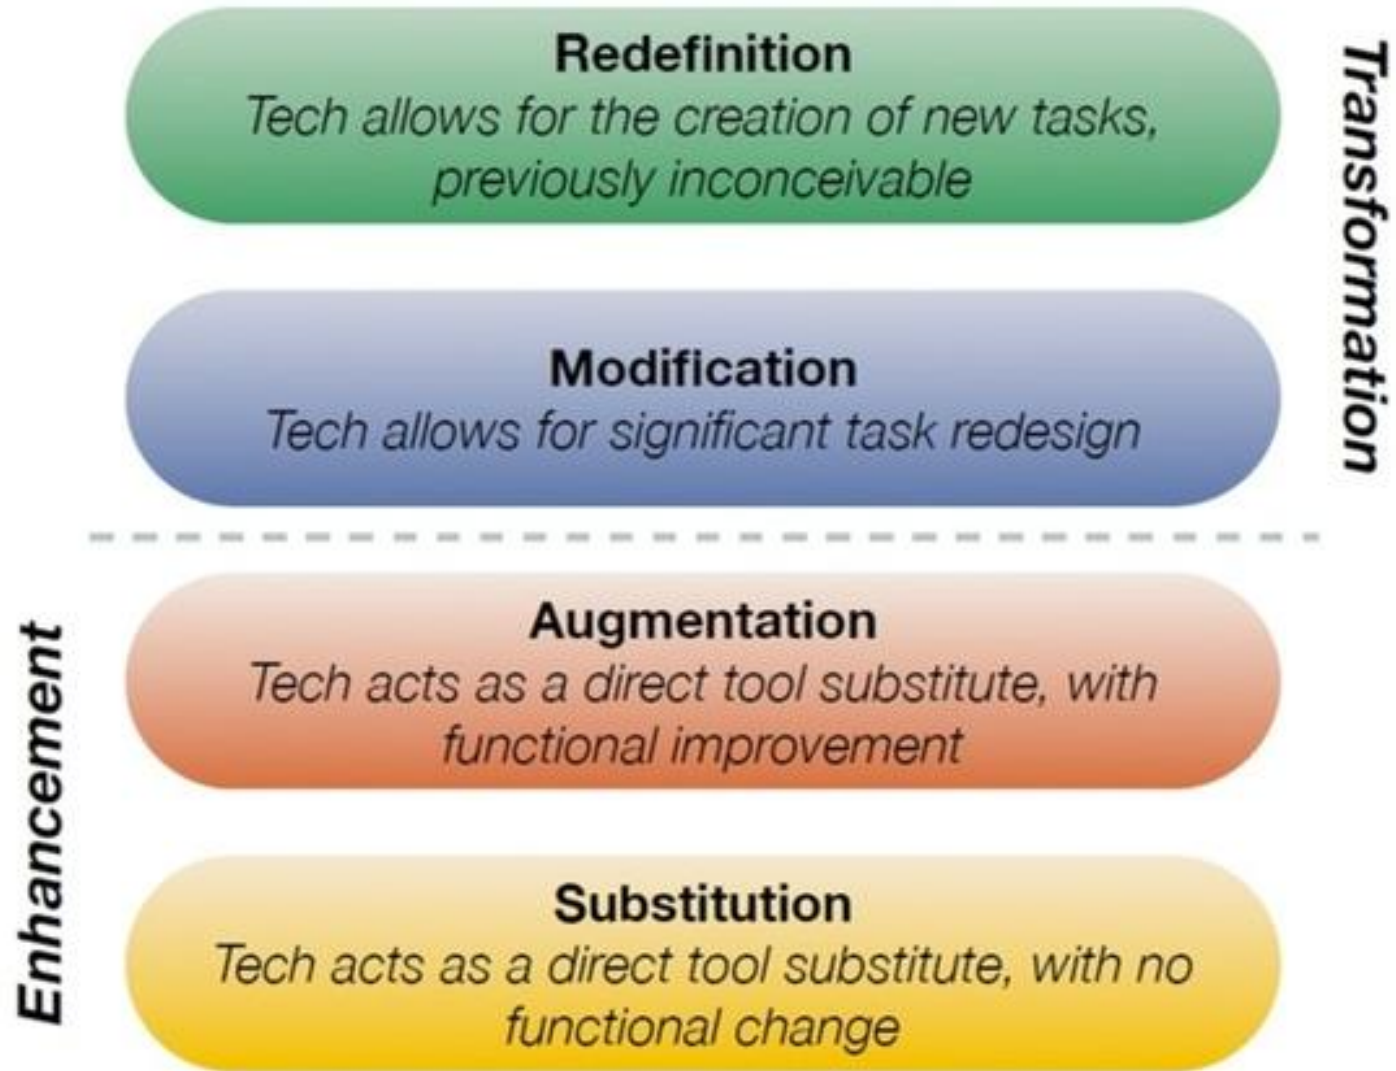 Redefinition
Tech allows for the creation of new tasks,
previously inconceivable
Modification
Tech allows for significant task redesign
Transformation
Augmentation
Tech acts as a direct tool substitute, with
functional improvement
Substitution
Tech acts as a direct tool substitute, with no
functional change
Enhancement